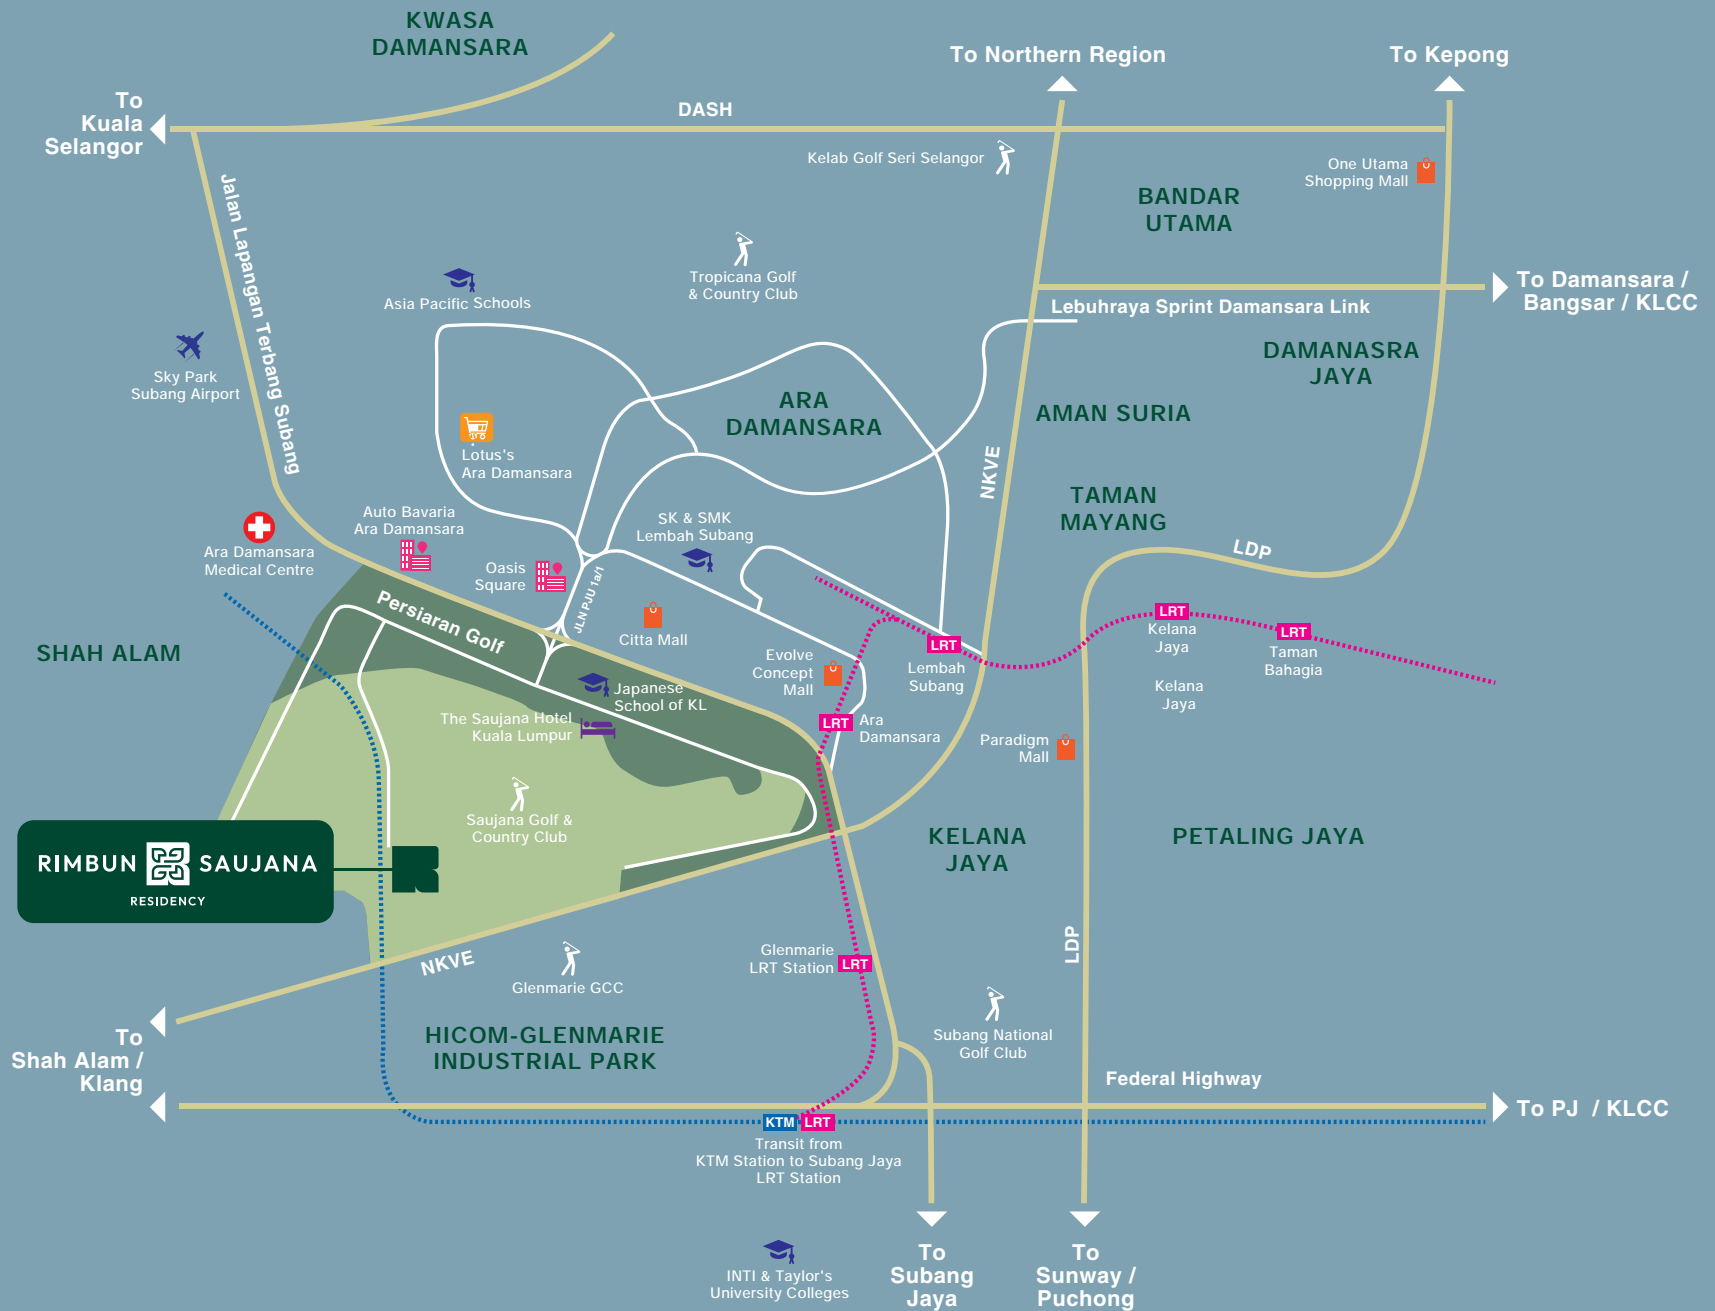 KWASA
DAMANSARA
To Northern Region
To Kepong
To
Kuala
Selangor
DASH
Kelab Golf Seri Selangor
One Utama
Shopping Mall
BANDAR
UTAMA
Jalan Lapangan Terbang Subang
Tropicana Golf
& Country Club
Asia Pacific Schools
To Damansara /
Bangsar / KLCC
Lebuhraya Sprint Damansara Link
DAMANASRA
JAYA
Sky Park
Subang Airport
ARA
DAMANSARA
AMAN SURIA
Lotus's
Ara Damansara
NKVE
TAMAN
MAYANG
Auto Bavaria
Ara Damansara
SK & SMK
Lembah Subang
LDP
Ara Damansara
Medical Centre
Oasis
Square
JLN PJU 1a/1
Persiaran Golf
Citta Mall
LRT
Kelana
Jaya
LRT
Taman
Bahagia
SHAH ALAM
Evolve
Concept
Mall
LRT
Lembah
Subang
Kelana
Jaya
Japanese
School of KL
The Saujana Hotel
Kuala Lumpur
LRT
Ara
Damansara
Paradigm
Mall
Saujana Golf &
Country Club
KELANA
JAYA
PETALING JAYA
RIMBUN SAUJANA
RESIDENCY
NKVE
Glenmarie
LRT Station
LRT
LDP
Glenmarie GCC
To
Shah Alam /
Klang
HICOM-GLENMARIE
INDUSTRIAL PARK
Subang National
Golf Club
Federal Highway
To PJ / KLCC
KTM LRT
Transit from
KTM Station to Subang Jaya
LRT Station
INTI & Taylor's
University Colleges
To
Subang
Jaya
To
Sunway /
Puchong